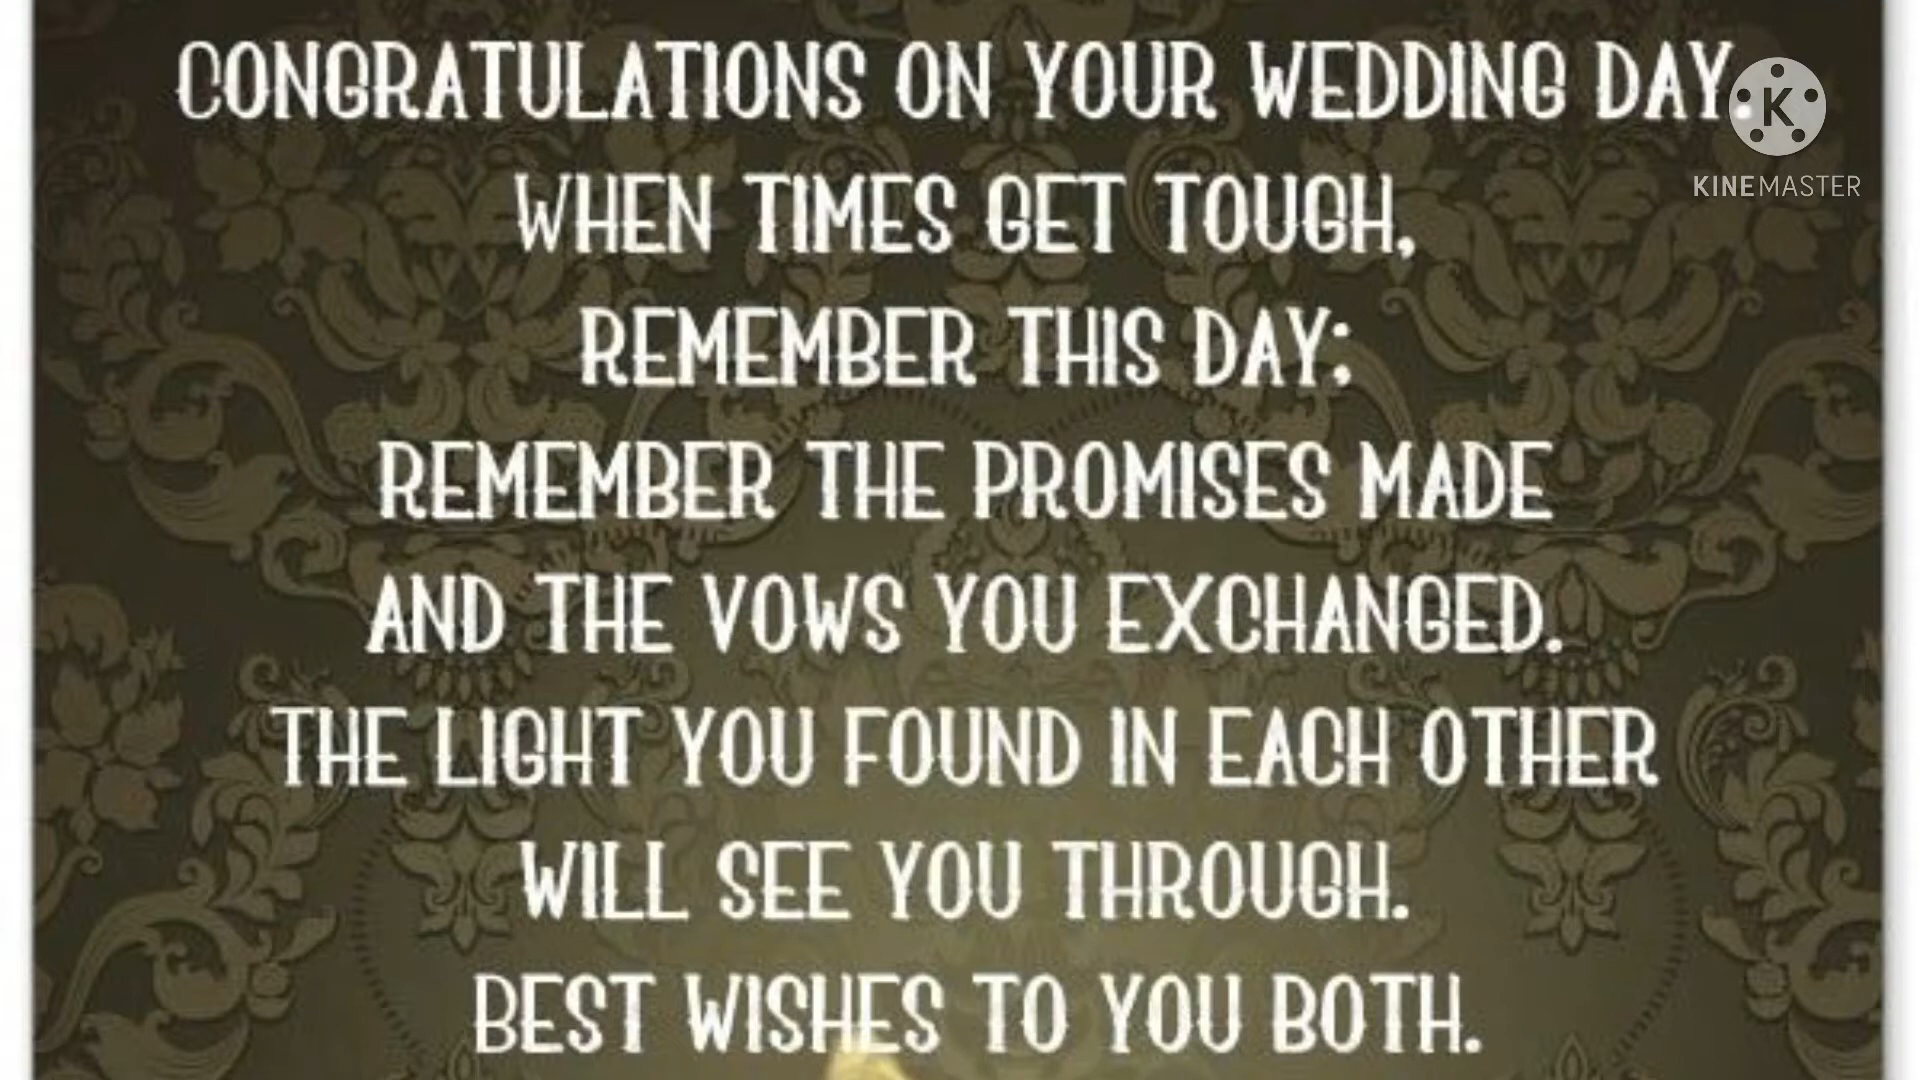 CONGRATULATIONS ON YOUR WEDDING DAY.
WHEN TIMES GET TOUGH,
REMEMBER THIS DAY;
REMEMBER THE PROMISES MADE
AND THE VOWS YOU EXCHANGED.
THE LIGHT YOU FOUND IN EACH OTHER
WILL SEE YOU THROUGH.
BEST WISHES TO YOU BOTH.
K
KINEMASTER